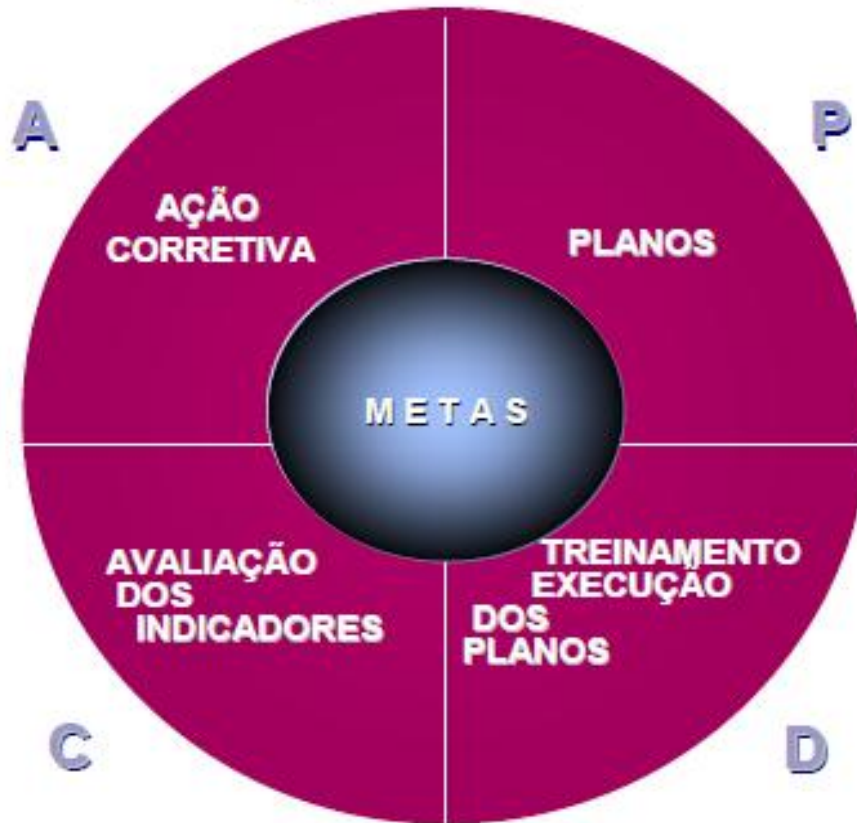 A
P
AÇÃO
CORRETIVA
PLANOS
METAS
AVALIAÇÃO
DOS
INDICADORES
TREINAMENTO
EXECUÇÃO
DOS
PLANOS
C
D